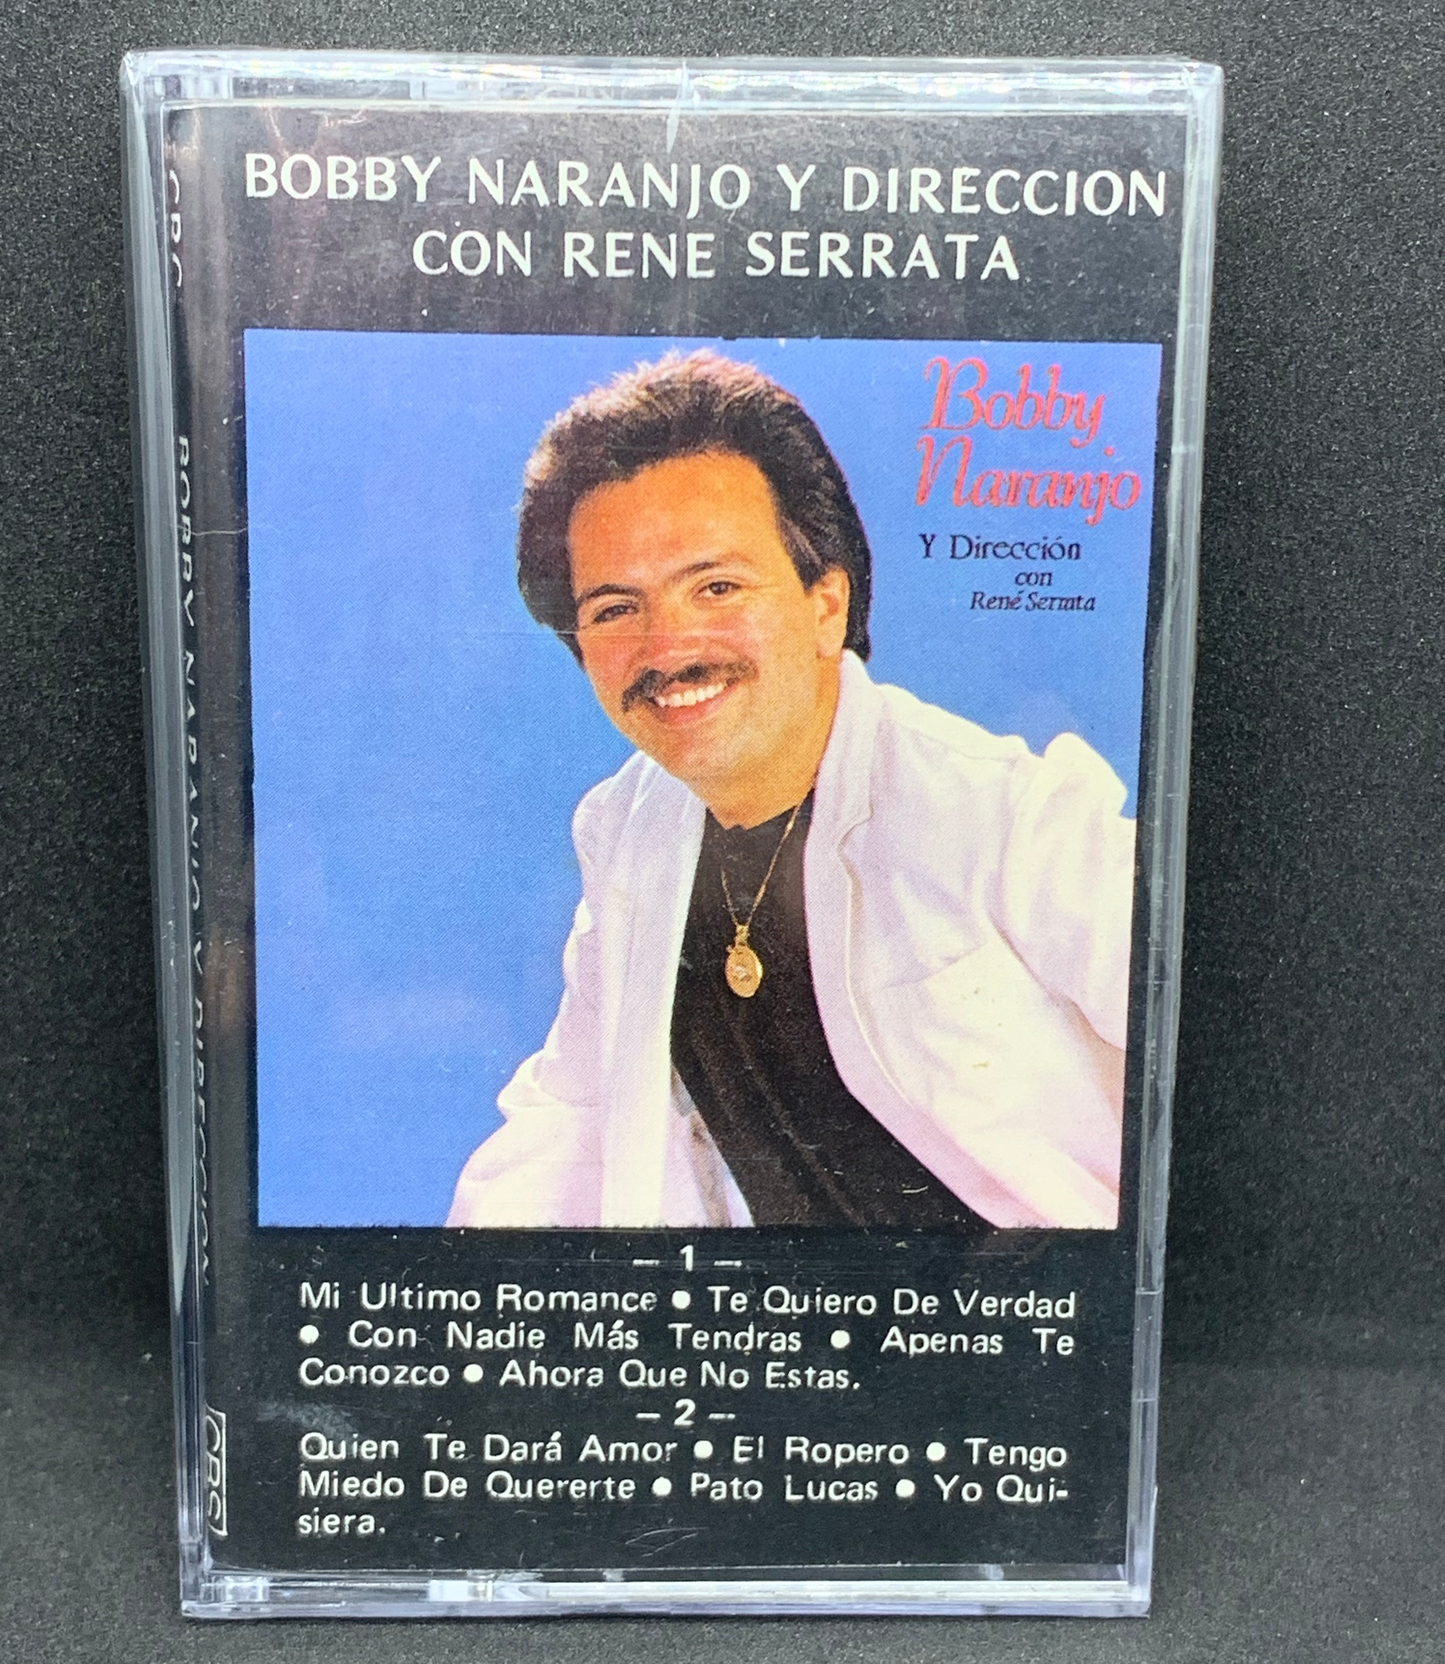 BOBBY NARANJO Y DIRECCION
CON RENE SERRATA
Bobby
Naranjo
Y Dirección
con
René Serrata
— 1 —
Mi Ultimo Romance ● Te Quiero De Verdad
● Con Nadie Más Tendras ● Apenas Te
Conozco ● Ahora Que No Estas.
— 2 —
Quien Te Dará Amor ● El Ropero ● Tengo
Miedo De Quererte ● Pato Lucas ● Yo Qui-
siera.
CBS
BOBBY NARANJO Y DIRECCION
CBS